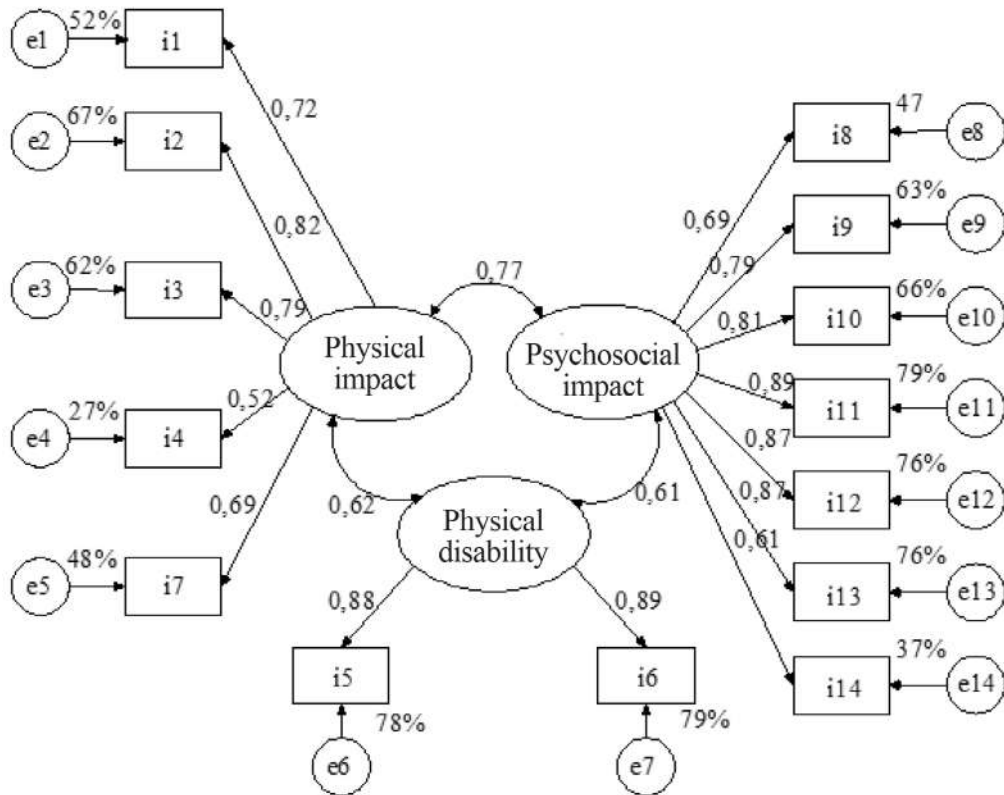 e1
52%
i1
e2
67%
i2
0,72
0,82
e3
62%
i3
0,79
e4
27%
i4
0,52
e5
48%
i7
0,69
Physical
impact
0,77
Psychosocial
impact
0,62
0,61
Physical
disability
0,88
0,89
i5
78%
e6
i6
79%
e7
0,69
i8
47
e8
0,79
i9
63%
e9
0,81
i10
66%
e10
0,89
i11
79%
e11
0,87
i12
76%
e12
0,87
i13
76%
e13
0,61
i14
37%
e14